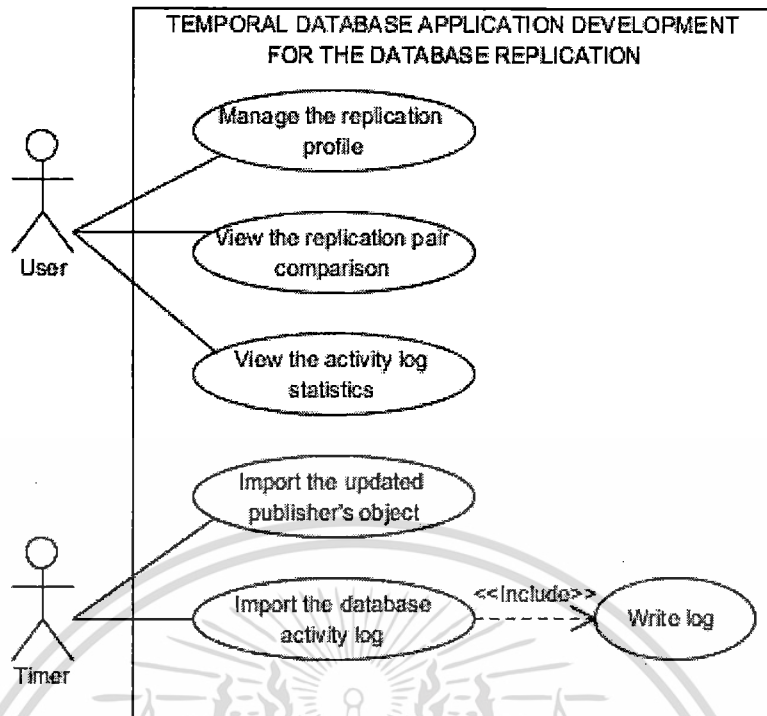 TEMPORAL DATABASE APPLICATION DEVELOPMENT
FOR THE DATABASE REPLICATION
Manage the replication
profile
User
View the replication pair
comparison
View the activity log
statistics
Import the updated
publisher's object
Timer
Import the database
activity log
<<Include>>
Write log